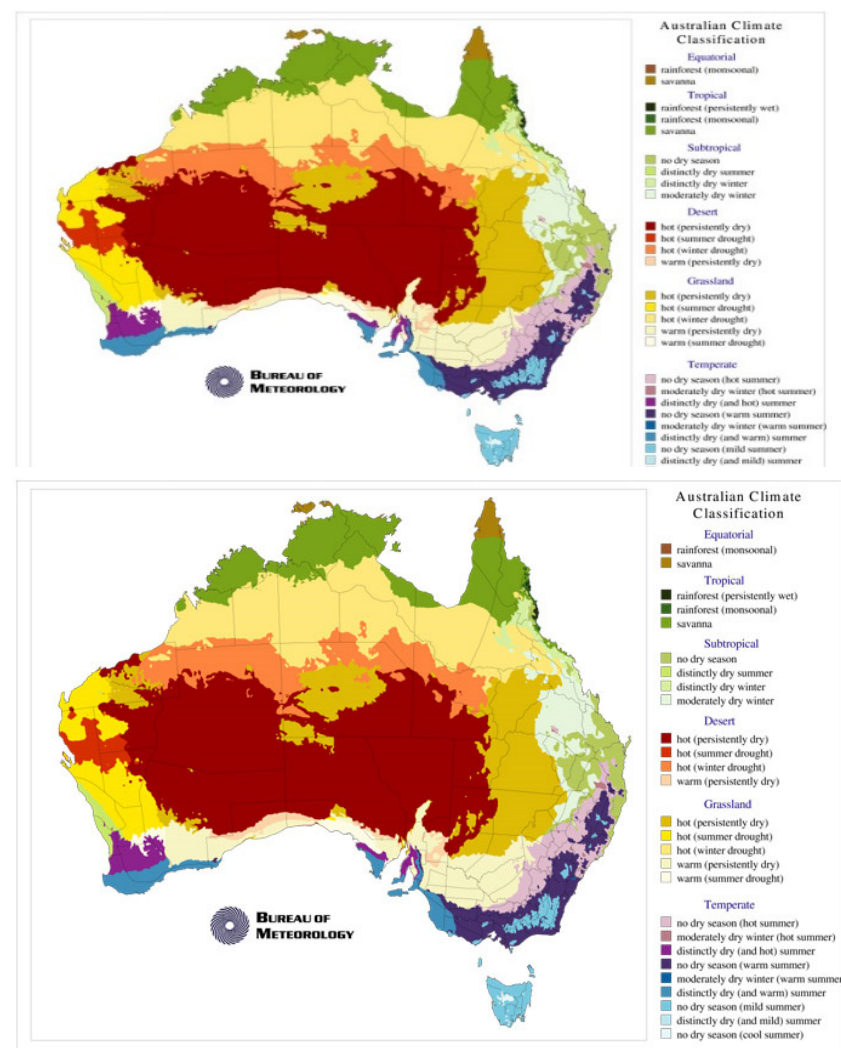 Australian Climate
Classification
Equatorial
rainforest (monsoonal)
savanna
Tropical
rainforest (persistently wet)
rainforest (monsoonal)
savanna
Subtropical
no dry season
distinctly dry summer
distinctly dry winter
moderately dry winter
Desert
hot (persistently dry)
hot (summer drought)
hot (winter drought)
warm (persistently dry)
Grassland
hot (persistently dry)
hot (summer drought)
hot (winter drought)
warm (persistently dry)
warm (summer drought)
Temperate
no dry season (hot summer)
moderately dry winter (hot summer)
distinctly dry (and hot) summer
no dry season (warm summer)
moderately dry winter (warm summer)
distinctly dry (and warm) summer
no dry season (mild summer)
distinctly dry (and mild) summer
BUREAU OF
METEOROLOGY
Australian Climate
Classification
Equatorial
rainforest (monsoonal)
savanna
Tropical
rainforest (persistently wet)
rainforest (monsoonal)
savanna
Subtropical
no dry season
distinctly dry summer
distinctly dry winter
moderately dry winter
Desert
hot (persistently dry)
hot (summer drought)
hot (winter drought)
warm (persistently dry)
Grassland
hot (persistently dry)
hot (summer drought)
hot (winter drought)
warm (persistently dry)
warm (summer drought)
Temperate
no dry season (hot summer)
moderately dry winter (hot summer)
distinctly dry (and hot) summer
no dry season (warm summer)
moderately dry winter (warm summer
distinctly dry (and warm) summer
no dry season (mild summer)
distinctly dry (and mild) summer
no dry season (cool summer)
BUREAU OF
METEOROLOGY